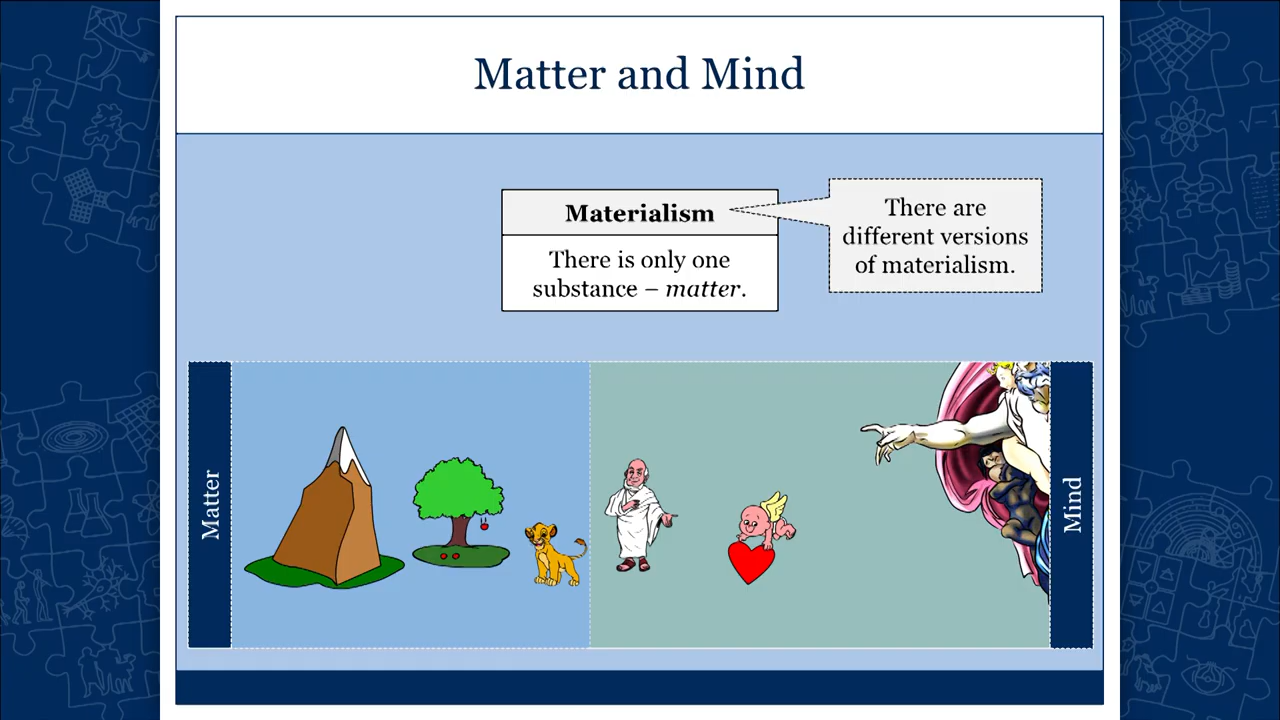 Matter and Mind
Materialism
There is only one
substance – matter.
There are
different versions
of materialism.
Matter
Mind